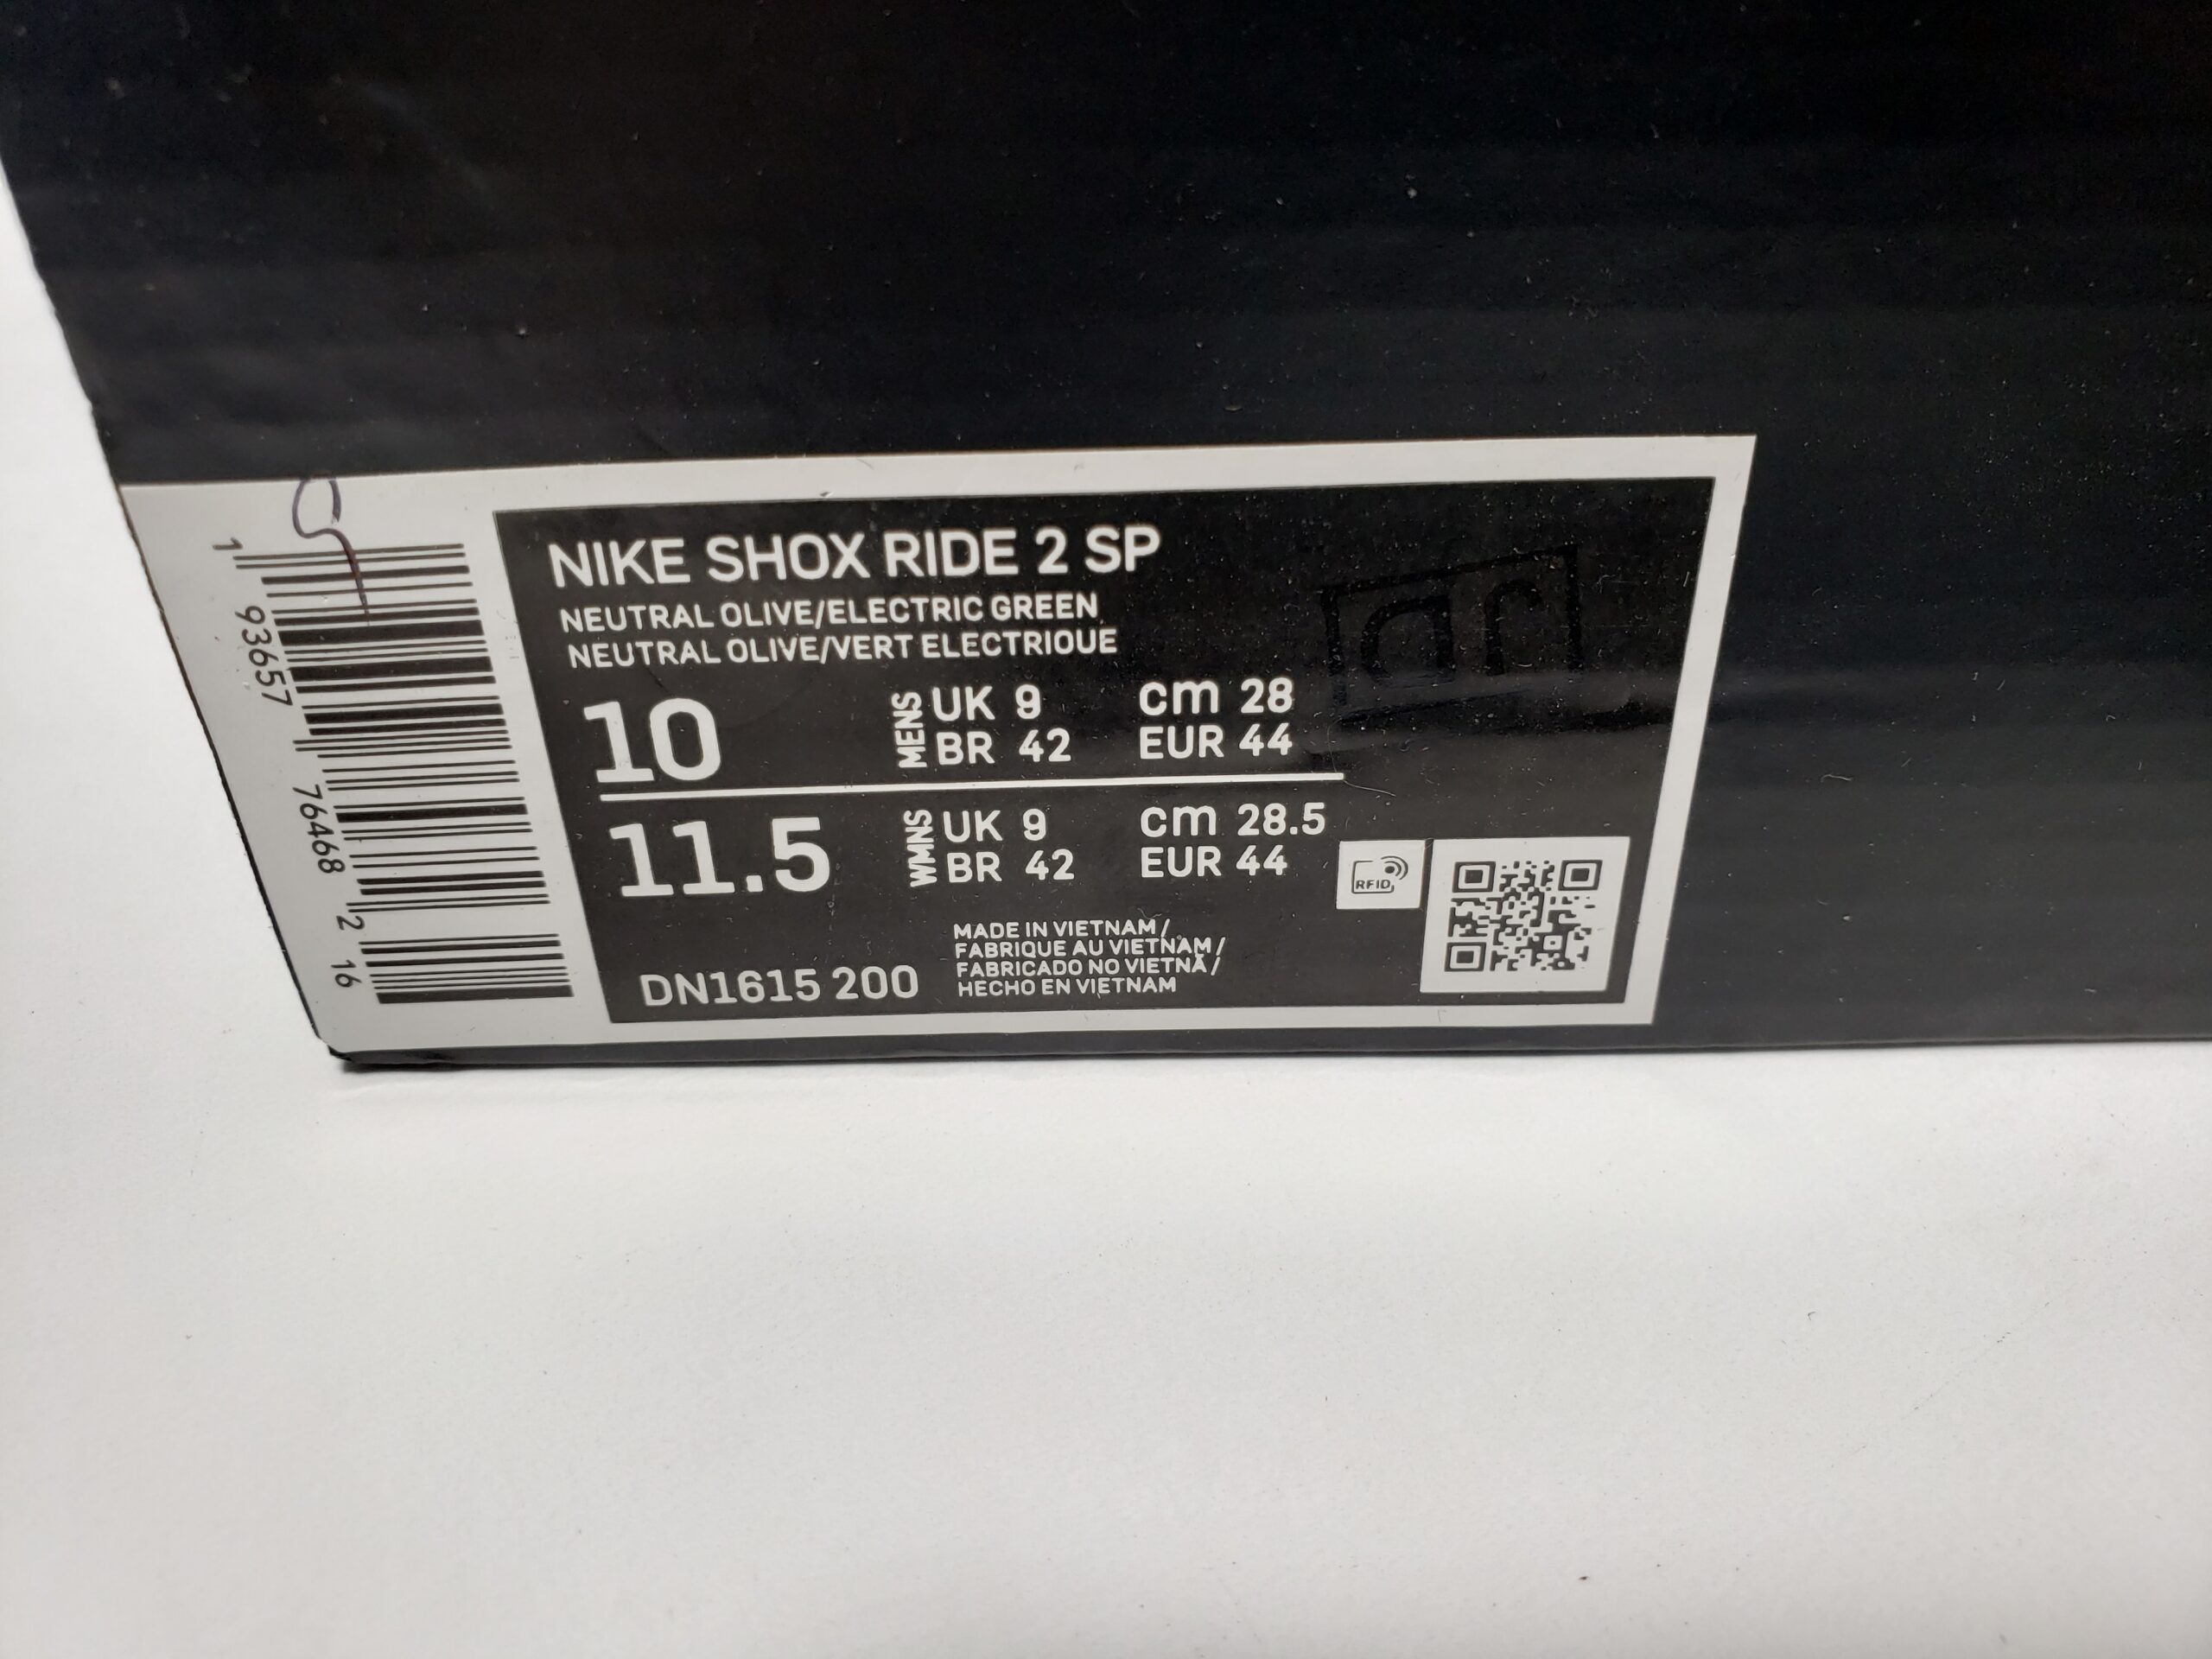 NIKE SHOX RIDE 2 SP
NEUTRAL OLIVE/ELECTRIC GREEN
NEUTRAL OLIVE/VERT ELECTRIQUE
10 MENS UK 9 cm 28
BR 42 EUR 44
11.5 WMNS UK 9 cm 28.5
BR 42 EUR 44
RFID
MADE IN VIETNAM/
FABRIQUE AU VIETNAM/
FABRICADO NO VIETNÃ/
HECHO EN VIETNAM
DN1615 200
1 93657 76468 2 16